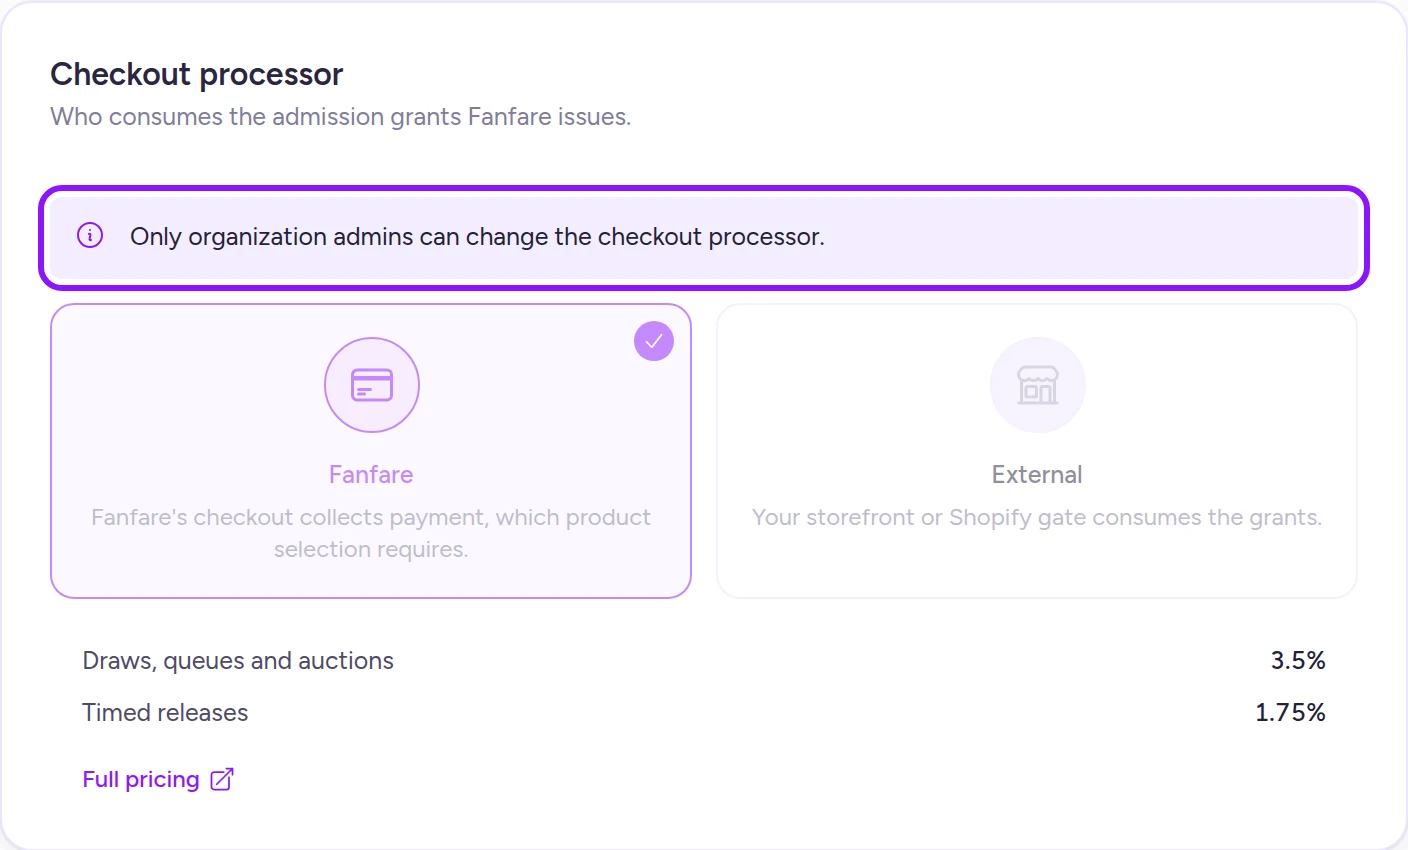 Checkout processor
Who consumes the admission grants Fanfare issues.
Only organization admins can change the checkout processor.
Fanfare
Fanfare's checkout collects payment, which product
selection requires.
External
Your storefront or Shopify gate consumes the grants.
Draws, queues and auctions 3.5%
Timed releases 1.75%
Full pricing